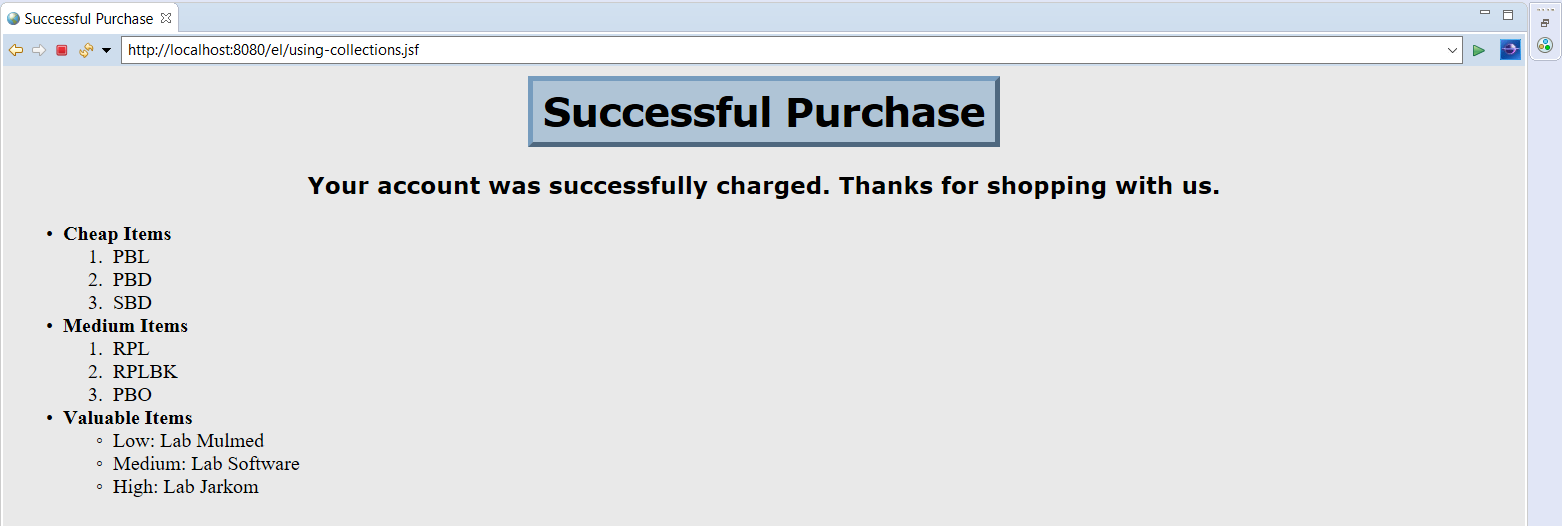 Successful Purchase
http://localhost:8080/el/using-collections.jsf
Successful Purchase
Your account was successfully charged. Thanks for shopping with us.
• Cheap Items
1. PBL
2. PBD
3. SBD
• Medium Items
1. RPL
2. RPLBK
3. PBO
• Valuable Items
◦ Low: Lab Mulmed
◦ Medium: Lab Software
◦ High: Lab Jarkom